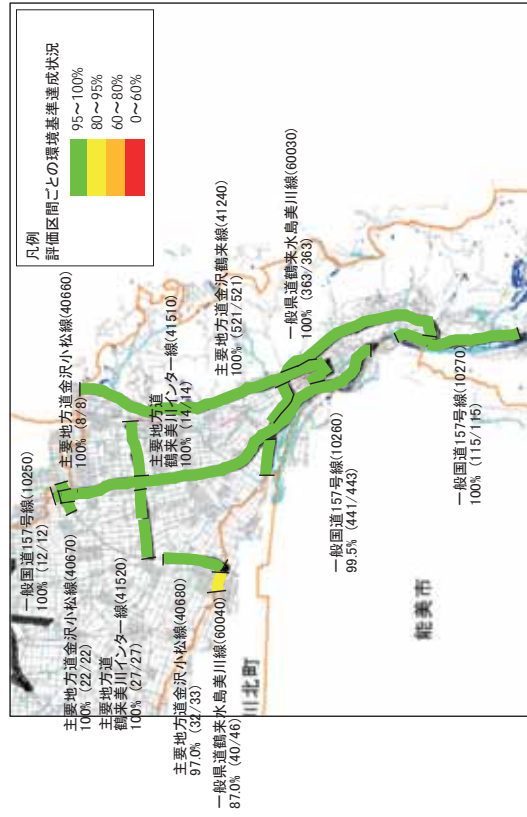 凡例
評価区間ごとの環境基準達成状況
95~100%
80~95%
60~80%
0~60%
一般国道157号線(10250)
100% (12/12)
主要地方道金沢小松線(40660)
100% (8/8)
主要地方道金沢小松線(40670)
100% (22/22)
主要地方道
鶴来美川インター線(41510)
100% (14/14)
主要地方道
鶴来美川インター線(41520)
100% (27/27)
主要地方道金沢鶴来線(41240)
100% (521/521)
主要地方道金沢小松線(40680)
97.0% (32/33)
一般県道鶴来水島美川線(60030)
100% (363/363)
一般県道鶴来水島美川線(60040)
87.0% (40/46)
一般国道157号線(10260)
99.5% (441/443)
一般国道157号線(10270)
100% (115/115)
川北町
能美市